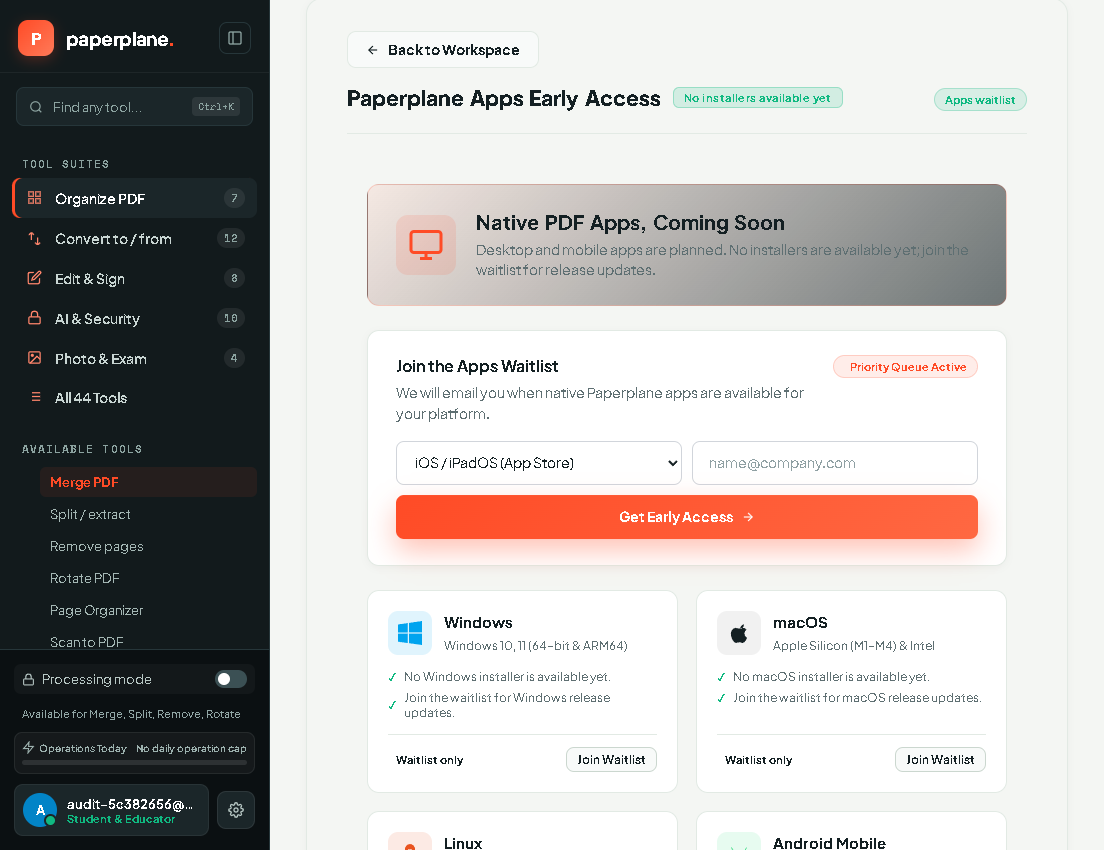 P paperplane.
Find any tool... Ctrl+K
TOOL SUITES
Organize PDF 7
Convert to / from 12
Edit & Sign 8
AI & Security 10
Photo & Exam 4
All 44 Tools
AVAILABLE TOOLS
Merge PDF
Split / extract
Remove pages
Rotate PDF
Page Organizer
Scan to PDF
Processing mode
Available for Merge, Split, Remove, Rotate
Operations Today No daily operation cap
A audit-5c382656@...
Student & Educator
← Back to Workspace
Paperplane Apps Early Access No installers available yet Apps waitlist
Native PDF Apps, Coming Soon
Desktop and mobile apps are planned. No installers are available yet; join the
waitlist for release updates.
Join the Apps Waitlist Priority Queue Active
We will email you when native Paperplane apps are available for
your platform.
iOS / iPadOS (App Store) name@company.com
Get Early Access →
Windows
Windows 10, 11 (64-bit & ARM64)
✓ No Windows installer is available yet.
✓ Join the waitlist for Windows release
updates.
Waitlist only Join Waitlist
macOS
Apple Silicon (M1-M4) & Intel
✓ No macOS installer is available yet.
✓ Join the waitlist for macOS release updates.
Waitlist only Join Waitlist
Linux
Android Mobile